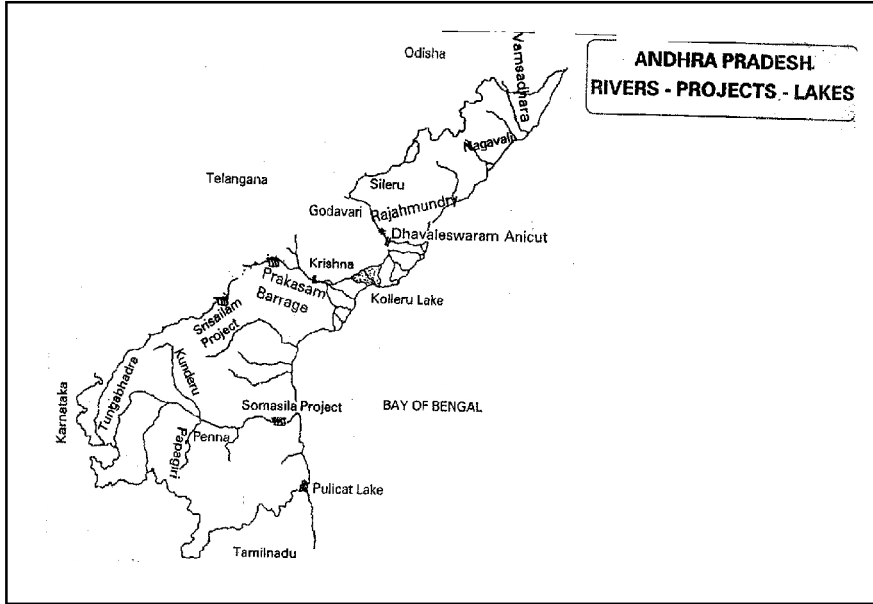 ANDHRA PRADESH
RIVERS - PROJECTS - LAKES
Odisha
Vamsadhara
Nagavali
Telangana
Sileru
Godavari
Rajahmundry
Dhavaleswaram Anicut
Krishna
Prakasam
Barrage
Kolleru Lake
Srisailam
Project
Karnataka
Tungabhadre
Kunderu
Somasila Project
BAY OF BENGAL
Papagiri
Penna
Pulicat Lake
Tamilnadu